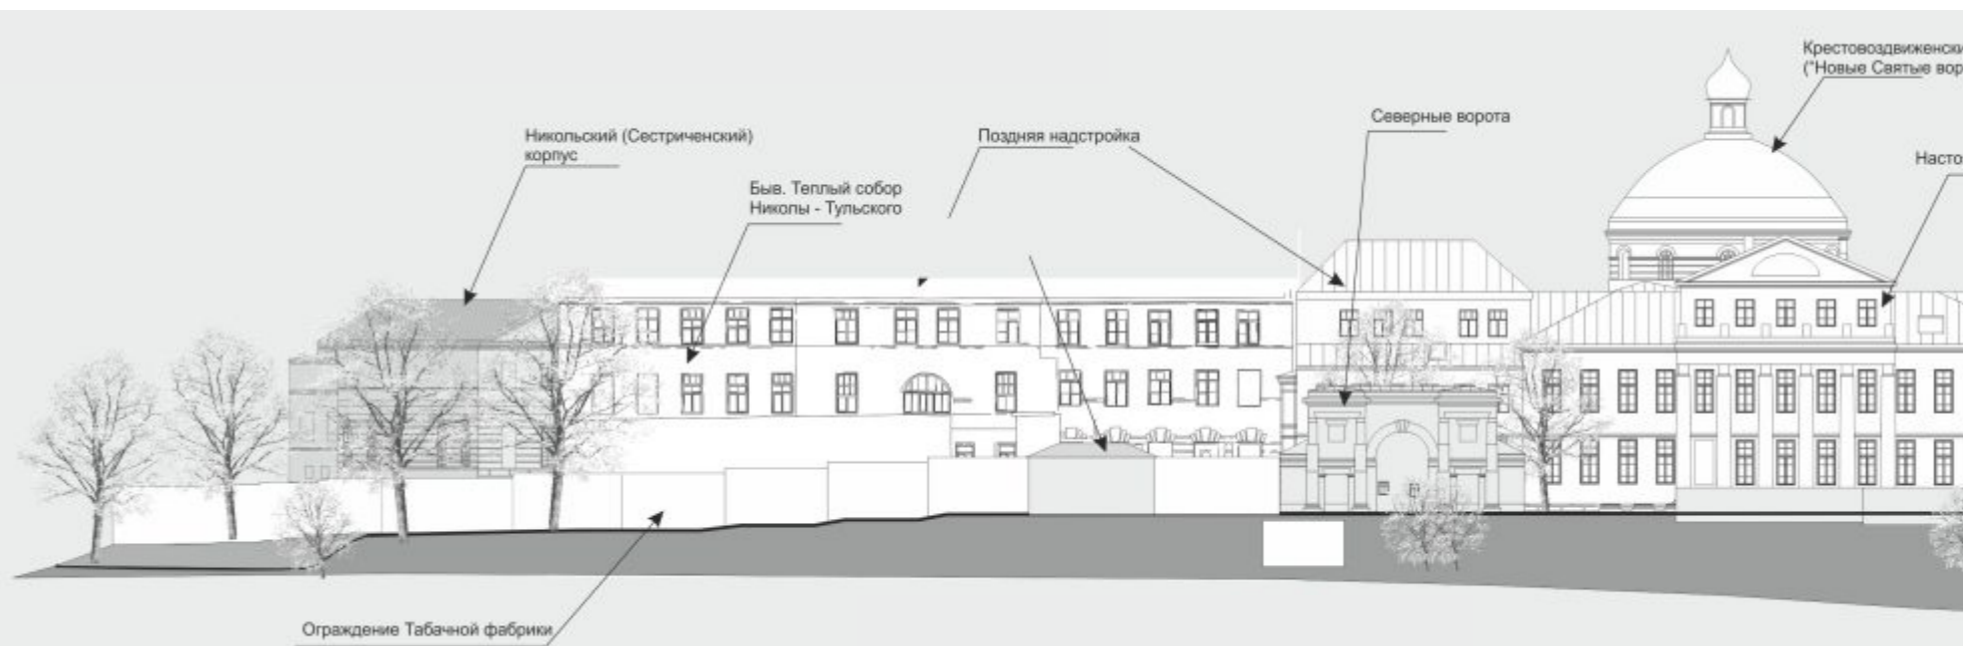 Крестовоздвиженски
("Новые Святые вор
Северные ворота
Никольский (Сестриченский)
корпус
Поздняя надстройка
Насто
Быв. Теплый собор
Николы - Тульского
Ограждение Табачной фабрики